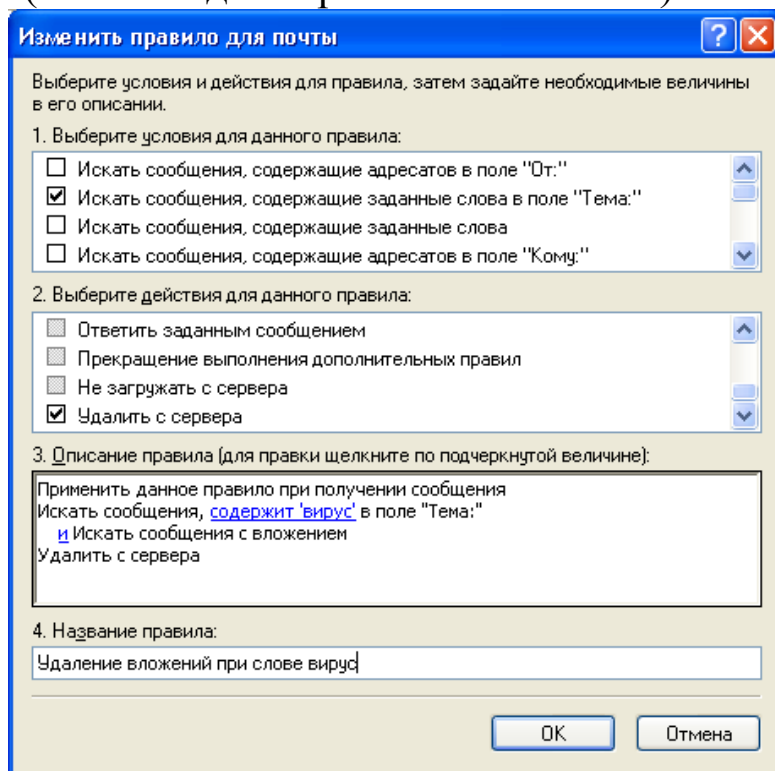 Изменить правило для почты
Выберите условия и действия для правила, затем задайте необходимые величины
в его описании.
1. Выберите условия для данного правила:
Искать сообщения, содержащие адресатов в поле "От:"
Искать сообщения, содержащие заданные слова в поле "Тема:"
Искать сообщения, содержащие заданные слова
Искать сообщения, содержащие адресатов в поле "Кому:"
2. Выберите действия для данного правила:
Ответить заданным сообщением
Прекращение выполнения дополнительных правил
Не загружать с сервера
Удалить с сервера
3. Описание правила (для правки щелкните по подчеркнутой величине):
Применить данное правило при получении сообщения
Искать сообщения, содержит 'вирус' в поле "Тема:"
и Искать сообщения с вложением
Удалить с сервера
4. Название правила:
Удаление вложений при слове вирус
OK Отмена